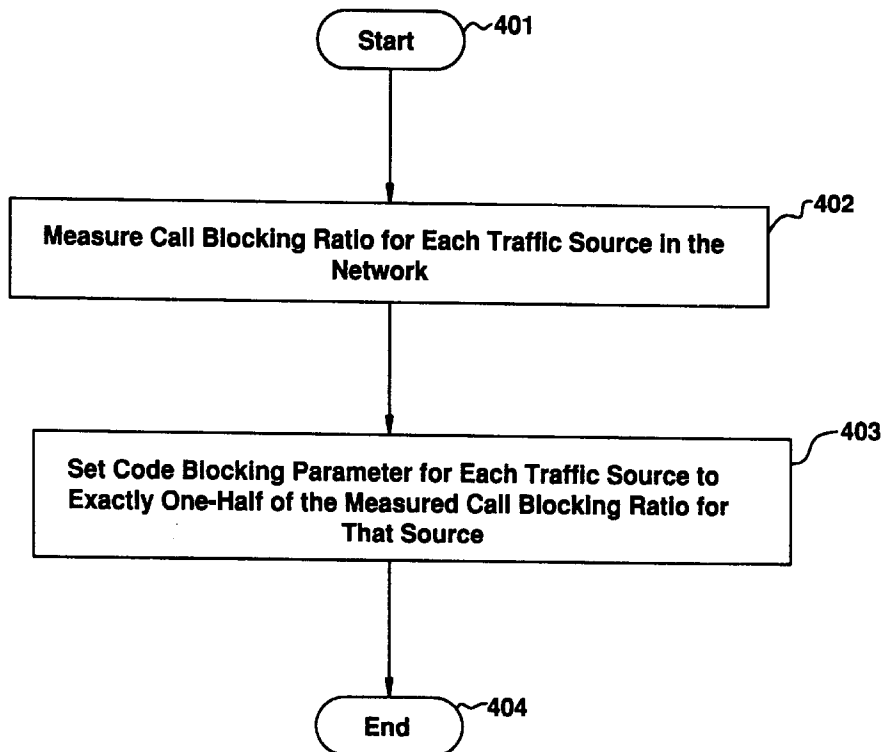 Start
401
Measure Call Blocking Ratio for Each Traffic Source in the
Network
402
Set Code Blocking Parameter for Each Traffic Source to
Exactly One-Half of the Measured Call Blocking Ratio for
That Source
403
End
404